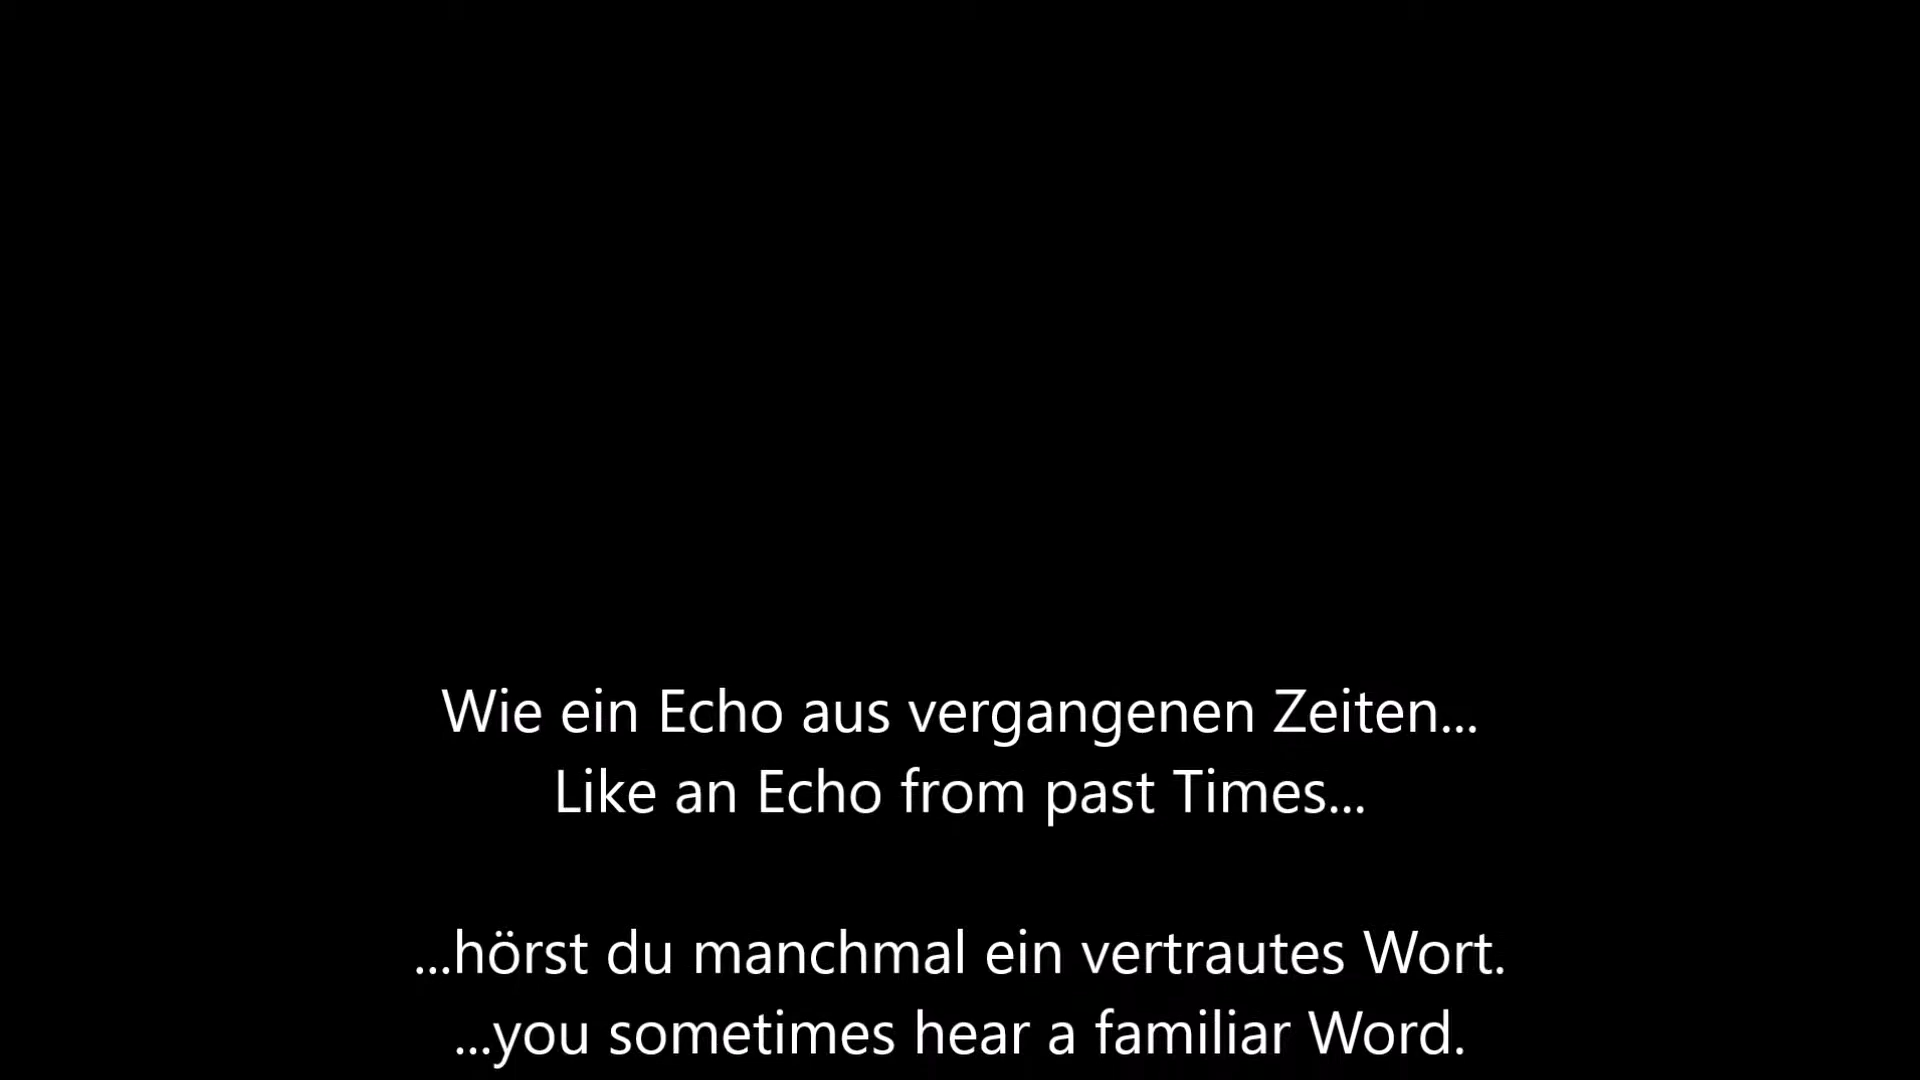 Wie ein Echo aus vergangenen Zeiten...
Like an Echo from past Times...
...hörst du manchmal ein vertrautes Wort.
...you sometimes hear a familiar Word.